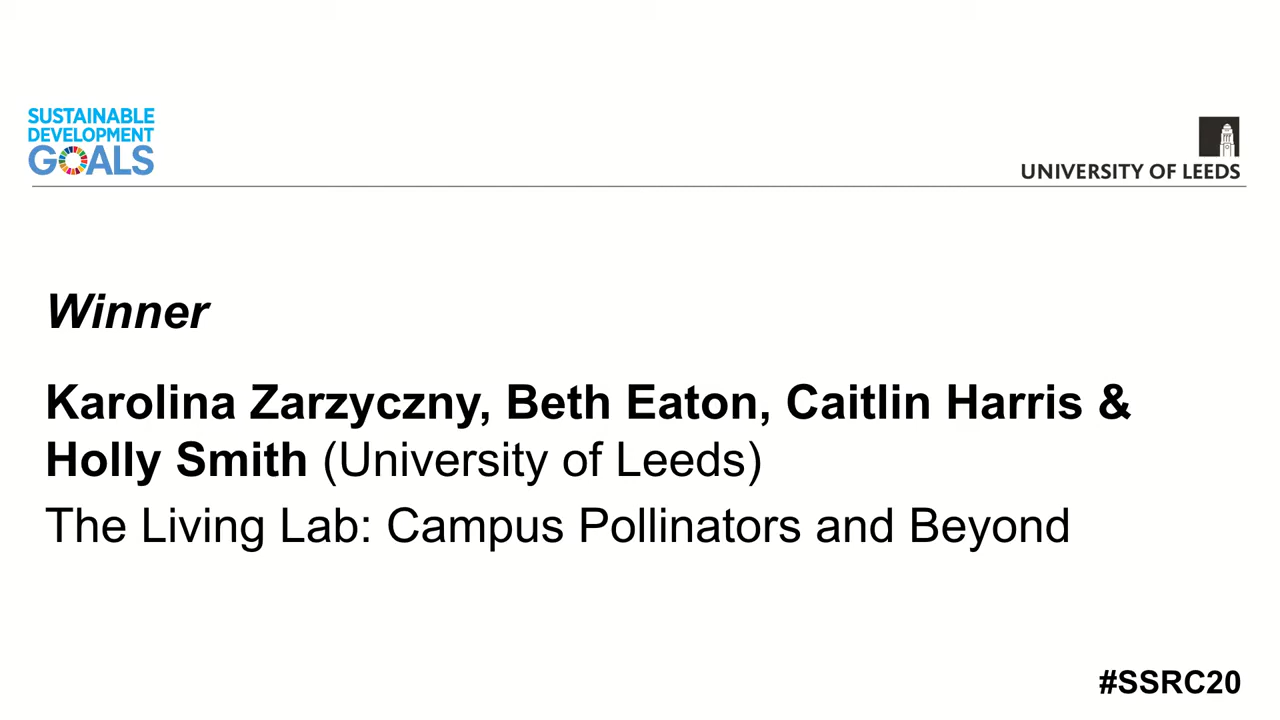 SUSTAINABLE
DEVELOPMENT
GOALS
UNIVERSITY OF LEEDS
Winner
Karolina Zarzyczny, Beth Eaton, Caitlin Harris &
Holly Smith (University of Leeds)
The Living Lab: Campus Pollinators and Beyond
#SSRC20